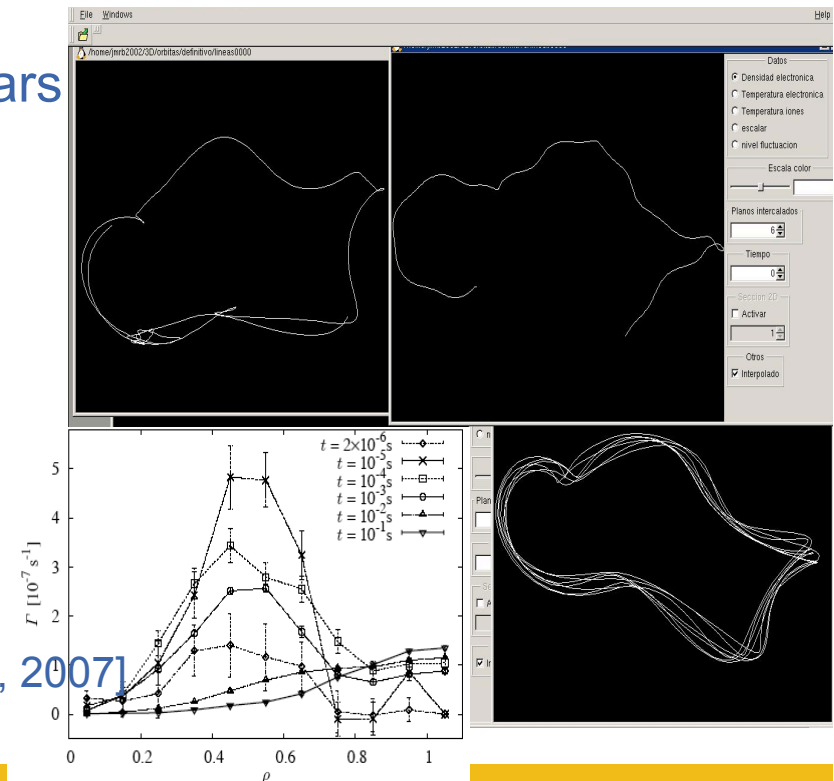 File Windows Help
/home/jmrb2002/3D/orbitas/definitivo/lineas0000
ars
Datos
Densidad electronica
Temperatura electronica
Temperatura iones
escalar
nivel fluctuacion
Escala color
Planos intercalados
6
Tiempo
0
Seccion 2D
Activar
1
Otros
Interpolado
t = 2×10⁻⁶s
t = 10⁻⁵s
t = 10⁻⁴s
t = 10⁻³s
t = 10⁻²s
t = 10⁻¹s
Γ [10⁻⁷ s⁻¹]
5
4
3
2
1
0
0 0.2 0.4 0.6 0.8 1
ρ
, 2007]
Plan